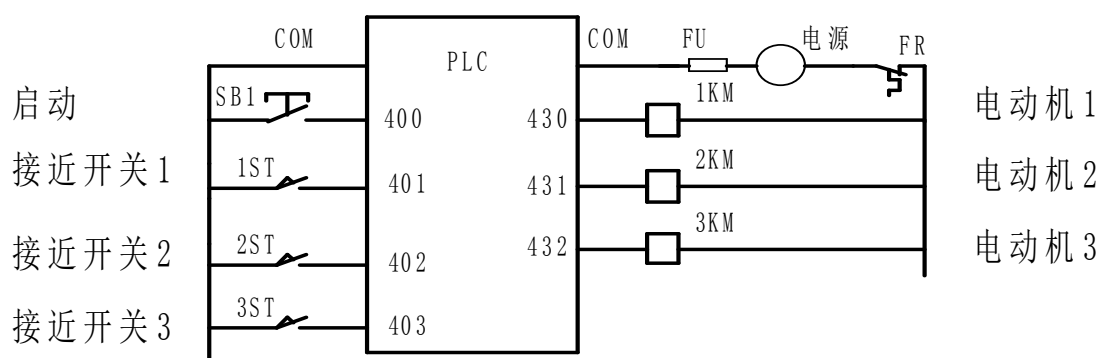 COM
PLC
COM FU 电源 FR
启动 SB1 400 430 1KM 电动机1
接近开关1 1ST 401 431 2KM 电动机2
接近开关2 2ST 402 432 3KM 电动机3
接近开关3 3ST 403